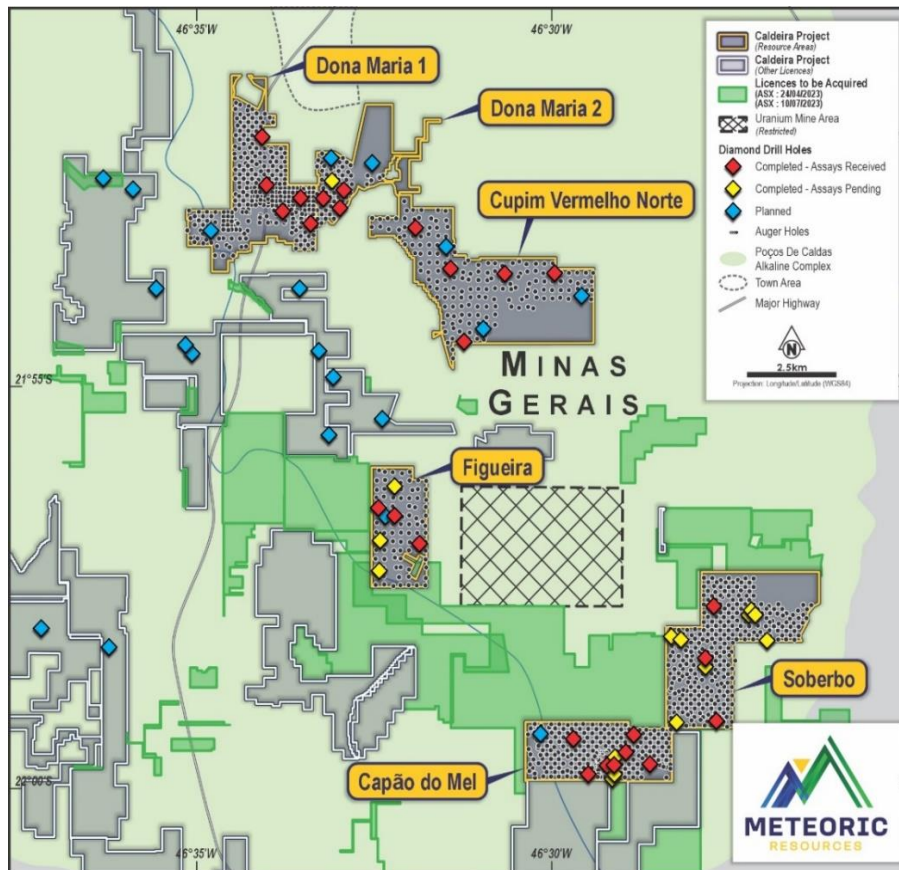 46°35'W
46°30'W
Dona Maria 1
Dona Maria 2
Cupim Vermelho Norte
MINAS
GERAIS
Figueira
Soberbo
Capão do Mel
21°55'S
22°00'S
46°35'W
46°30'W
Caldeira Project
(Resource Areas)
Caldeira Project
(Other Licences)
Licences to be Acquired
(ASX : 24/04/2023)
(ASX : 10/07/2023)
Uranium Mine Area
(Restricted)
Diamond Drill Holes
Completed - Assays Received
Completed - Assays Pending
Planned
Auger Holes
Poços De Caldas
Alkaline Complex
Town Area
Major Highway
N
2.5km
Projection: Longitude/Latitude (WGS84)
METEORIC
RESOURCES